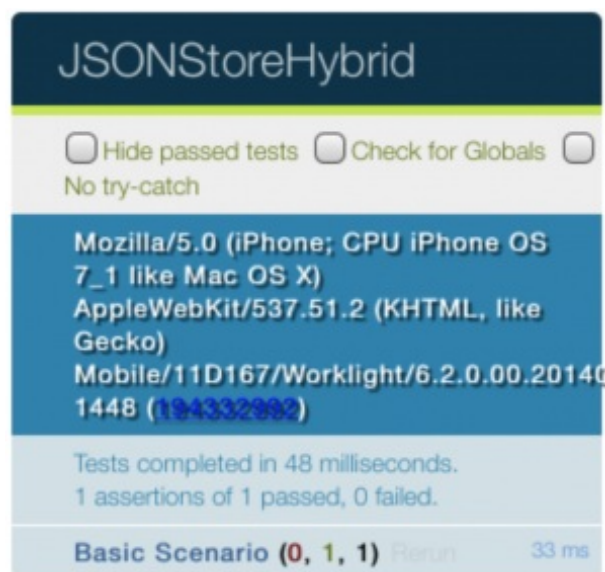 JSONStoreHybrid
Hide passed tests Check for Globals
No try-catch
Mozilla/5.0 (iPhone; CPU iPhone OS
7_1 like Mac OS X)
AppleWebKit/537.51.2 (KHTML, like
Gecko)
Mobile/11D167/Worklight/6.2.0.00.20140
1448 (194332992)
Tests completed in 48 milliseconds.
1 assertions of 1 passed, 0 failed.
Basic Scenario (0, 1, 1) Rerun 33 ms